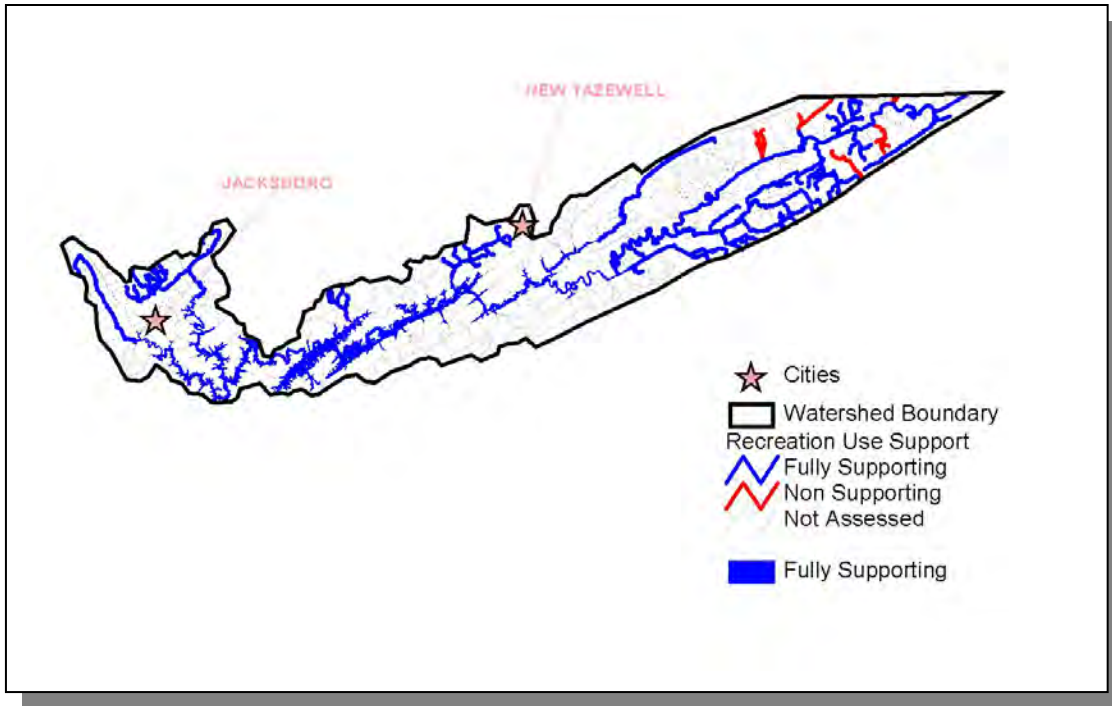 NEW TAZEWELL
JACKSBORO
Cities
Watershed Boundary
Recreation Use Support
Fully Supporting
Non Supporting
Not Assessed
Fully Supporting